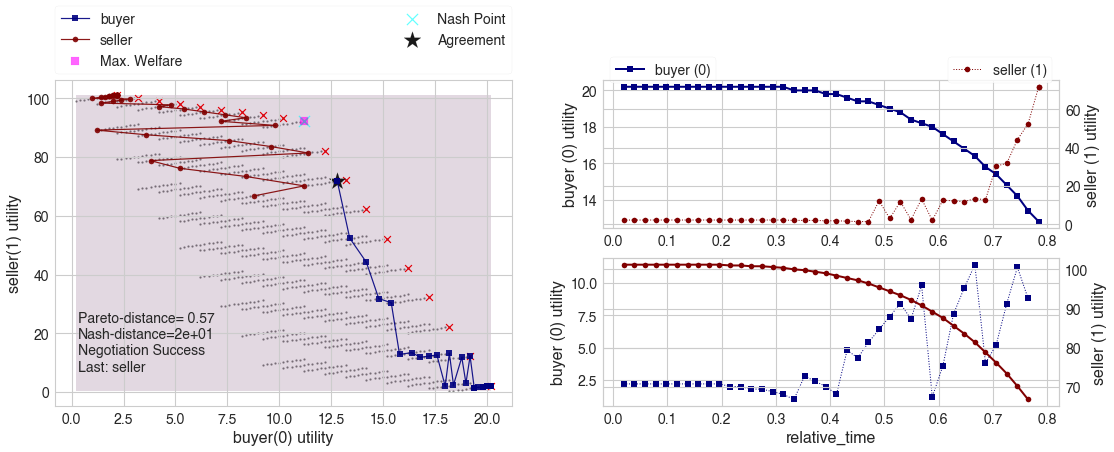 buyer
seller
Max. Welfare
Nash Point
Agreement
100
80
60
40
20
0
seller(1) utility
Pareto-distance= 0.57
Nash-distance=2e+01
Negotiation Success
Last: seller
0.0 2.5 5.0 7.5 10.0 12.5 15.0 17.5 20.0
buyer(0) utility
buyer (0)
seller (1)
20
18
16
14
buyer (0) utility
60
40
20
0
seller (1) utility
0.0 0.1 0.2 0.3 0.4 0.5 0.6 0.7 0.8
10.0
7.5
5.0
2.5
buyer (0) utility
100
90
80
70
seller (1) utility
0.0 0.1 0.2 0.3 0.4 0.5 0.6 0.7 0.8
relative_time